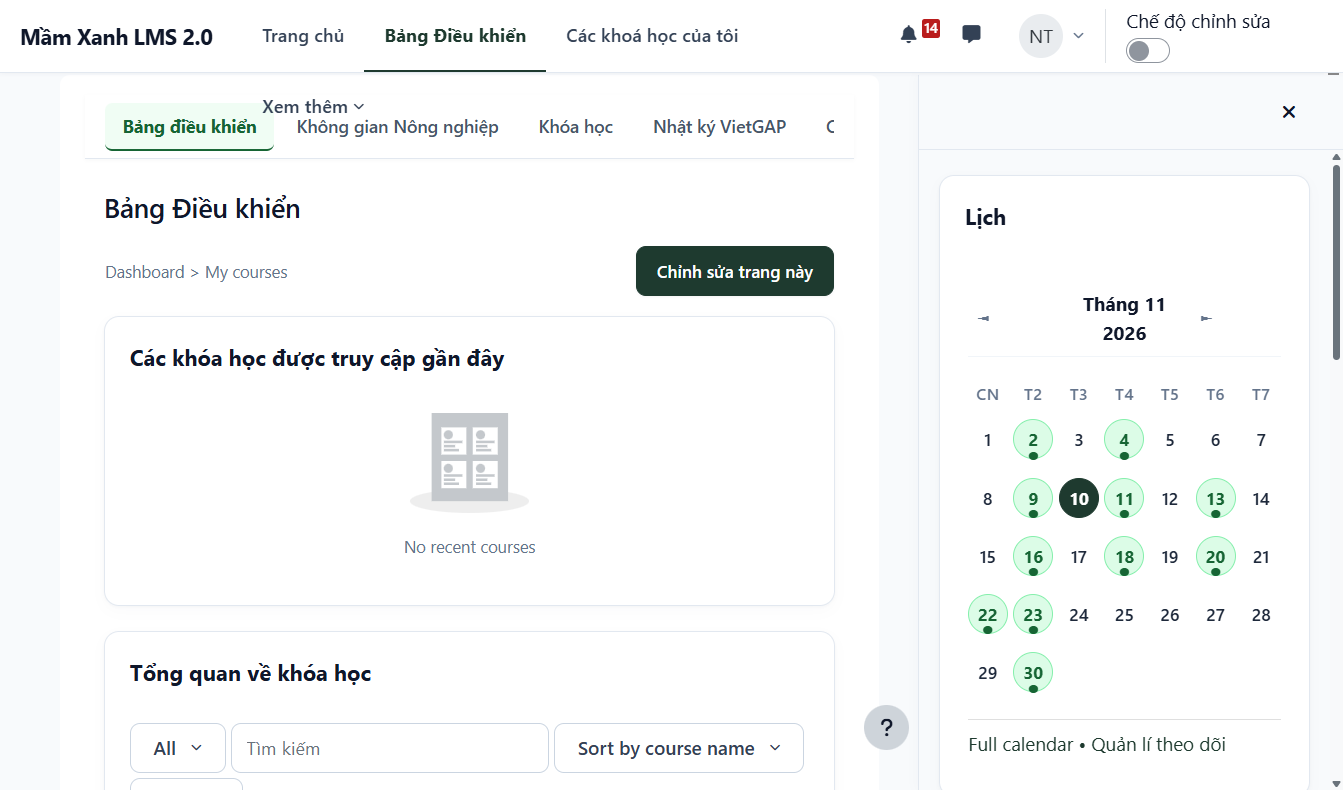 Mầm Xanh LMS 2.0
Trang chủ
Bảng Điều khiển
Các khoá học của tôi
14
NT
Chế độ chỉnh sửa
Xem thêm
Bảng điều khiển
Không gian Nông nghiệp
Khóa học
Nhật ký VietGAP
Bảng Điều khiển
Dashboard > My courses
Chỉnh sửa trang này
Các khóa học được truy cập gần đây
No recent courses
Tổng quan về khóa học
All
Tìm kiếm
Sort by course name
?
Lịch
Tháng 11
2026
CN T2 T3 T4 T5 T6 T7
1 2 3 4 5 6 7
8 9 10 11 12 13 14
15 16 17 18 19 20 21
22 23 24 25 26 27 28
29 30
Full calendar • Quản lí theo dõi